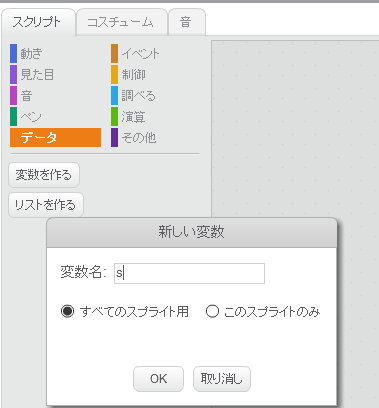 スクリプト コスチューム 音
動き イベント
見た目 制御
音 調べる
ペン 演算
データ その他
変数を作る
リストを作る
新しい変数
変数名: s
すべてのスプライト用 このスプライトのみ
OK 取り消し